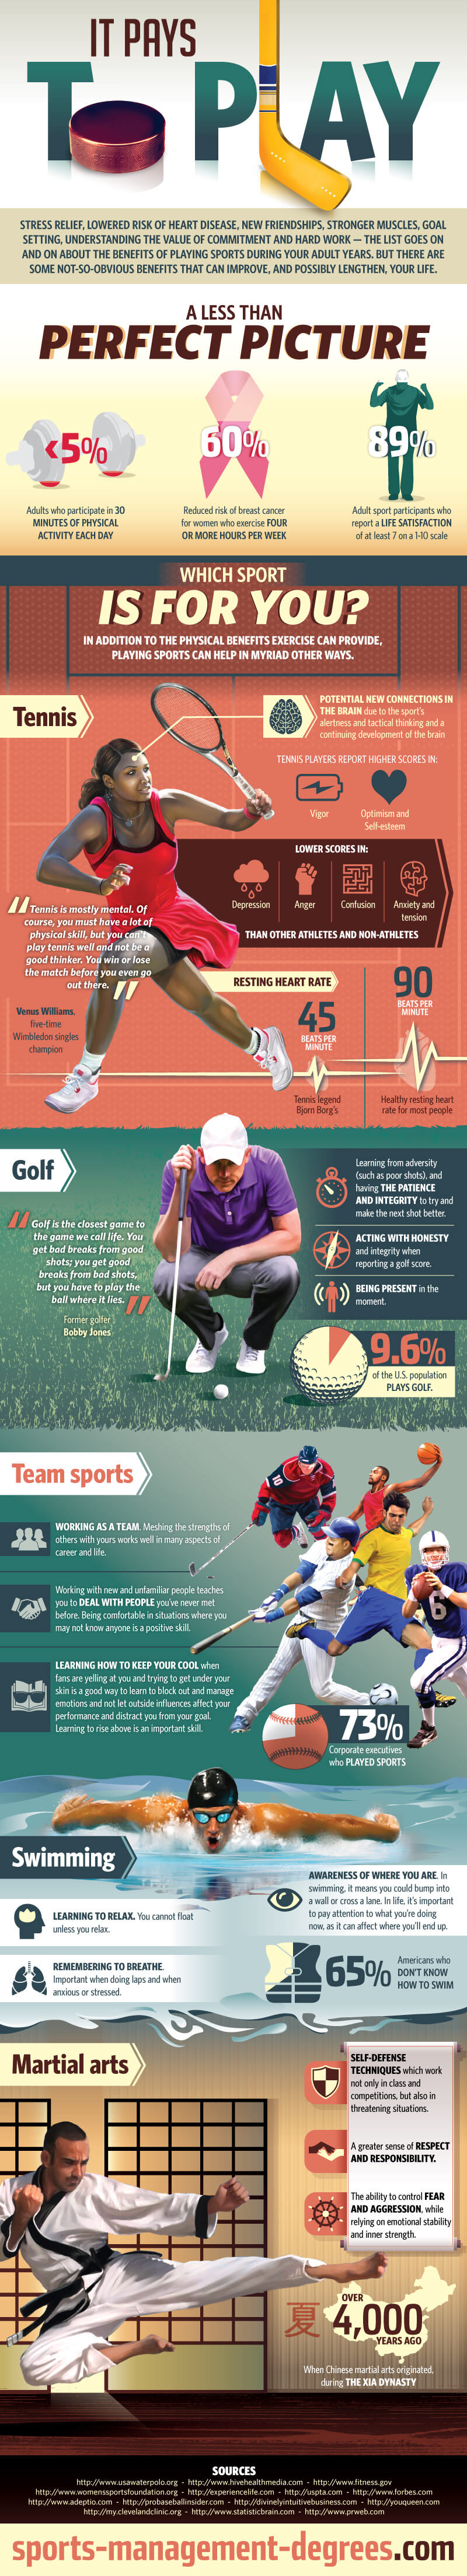 IT PAYS
TO PLAY
STRESS RELIEF, LOWERED RISK OF HEART DISEASE, NEW FRIENDSHIPS, STRONGER MUSCLES, GOAL
SETTING, UNDERSTANDING THE VALUE OF COMMITMENT AND HARD WORK — THE LIST GOES ON
AND ON ABOUT THE BENEFITS OF PLAYING SPORTS DURING YOUR ADULT YEARS. BUT THERE ARE
SOME NOT-SO-OBVIOUS BENEFITS THAT CAN IMPROVE, AND POSSIBLY LENGTHEN, YOUR LIFE.
A LESS THAN
PERFECT PICTURE
<5%
Adults who participate in 30
MINUTES OF PHYSICAL
ACTIVITY EACH DAY
60%
Reduced risk of breast cancer
for women who exercise FOUR
OR MORE HOURS PER WEEK
89%
Adult sport participants who
report a LIFE SATISFACTION
of at least 7 on a 1-10 scale
WHICH SPORT
IS FOR YOU?
IN ADDITION TO THE PHYSICAL BENEFITS EXERCISE CAN PROVIDE,
PLAYING SPORTS CAN HELP IN MYRIAD OTHER WAYS.
Tennis
POTENTIAL NEW CONNECTIONS IN
THE BRAIN due to the sport's
alertness and tactical thinking and a
continuing development of the brain
TENNIS PLAYERS REPORT HIGHER SCORES IN:
Vigor
Optimism and
Self-esteem
LOWER SCORES IN:
Depression
Anger
Confusion
Anxiety and
tension
THAN OTHER ATHLETES AND NON-ATHLETES
"Tennis is mostly mental. Of
course, you must have a lot of
physical skill, but you can't
play tennis well and not be a
good thinker. You win or lose
the match before you even go
out there."
Venus Williams,
five-time
Wimbledon singles
champion
RESTING HEART RATE
45
BEATS PER
MINUTE
Tennis legend
Bjorn Borg's
90
BEATS PER
MINUTE
Healthy resting heart
rate for most people
Golf
"Golf is the closest game to
the game we call life. You
get bad breaks from good
shots; you get good
breaks from bad shots,
but you have to play the
ball where it lies."
Former golfer
Bobby Jones
Learning from adversity
(such as poor shots), and
having THE PATIENCE
AND INTEGRITY to try and
make the next shot better.
ACTING WITH HONESTY
and integrity when
reporting a golf score.
BEING PRESENT in the
moment.
9.6%
of the U.S. population
PLAYS GOLF.
Team sports
10
6
WORKING AS A TEAM. Meshing the strengths of
others with yours works well in many aspects of
career and life.
Working with new and unfamiliar people teaches
you to DEAL WITH PEOPLE you've never met
before. Being comfortable in situations where you
may not know anyone is a positive skill.
LEARNING HOW TO KEEP YOUR COOL when
fans are yelling at you and trying to get under your
skin is a good way to learn to block out and manage
emotions and not let outside influences affect your
performance and distract you from your goal.
Learning to rise above is an important skill.
73%
Corporate executives
who PLAYED SPORTS
Swimming
LEARNING TO RELAX. You cannot float
unless you relax.
REMEMBERING TO BREATHE.
Important when doing laps and when
anxious or stressed.
AWARENESS OF WHERE YOU ARE. In
swimming, it means you could bump into
a wall or cross a lane. In life, it's important
to pay attention to what you're doing
now, as it can affect where you'll end up.
65%
Americans who
DON'T KNOW
HOW TO SWIM
Martial arts
SELF-DEFENSE
TECHNIQUES which work
not only in class and
competitions, but also in
threatening situations.
A greater sense of RESPECT
AND RESPONSIBILITY.
The ability to control FEAR
AND AGGRESSION, while
relying on emotional stability
and inner strength.
夏
OVER
4,000
YEARS AGO
When Chinese martial arts originated,
during THE XIA DYNASTY
SOURCES
http://www.usawaterpolo.org - http://www.hivehealthmedia.com - http://www.fitness.gov
http://www.womenssportsfoundation.org - http://experiencelife.com - http://uspta.com - http://www.forbes.com
http://www.adeptio.com - http://probaseballinsider.com - http://divinelyintuitivebusiness.com - http://youqueen.com
http://my.clevelandclinic.org - http://www.statisticbrain.com - http://www.prweb.com
sports-management-degrees.com